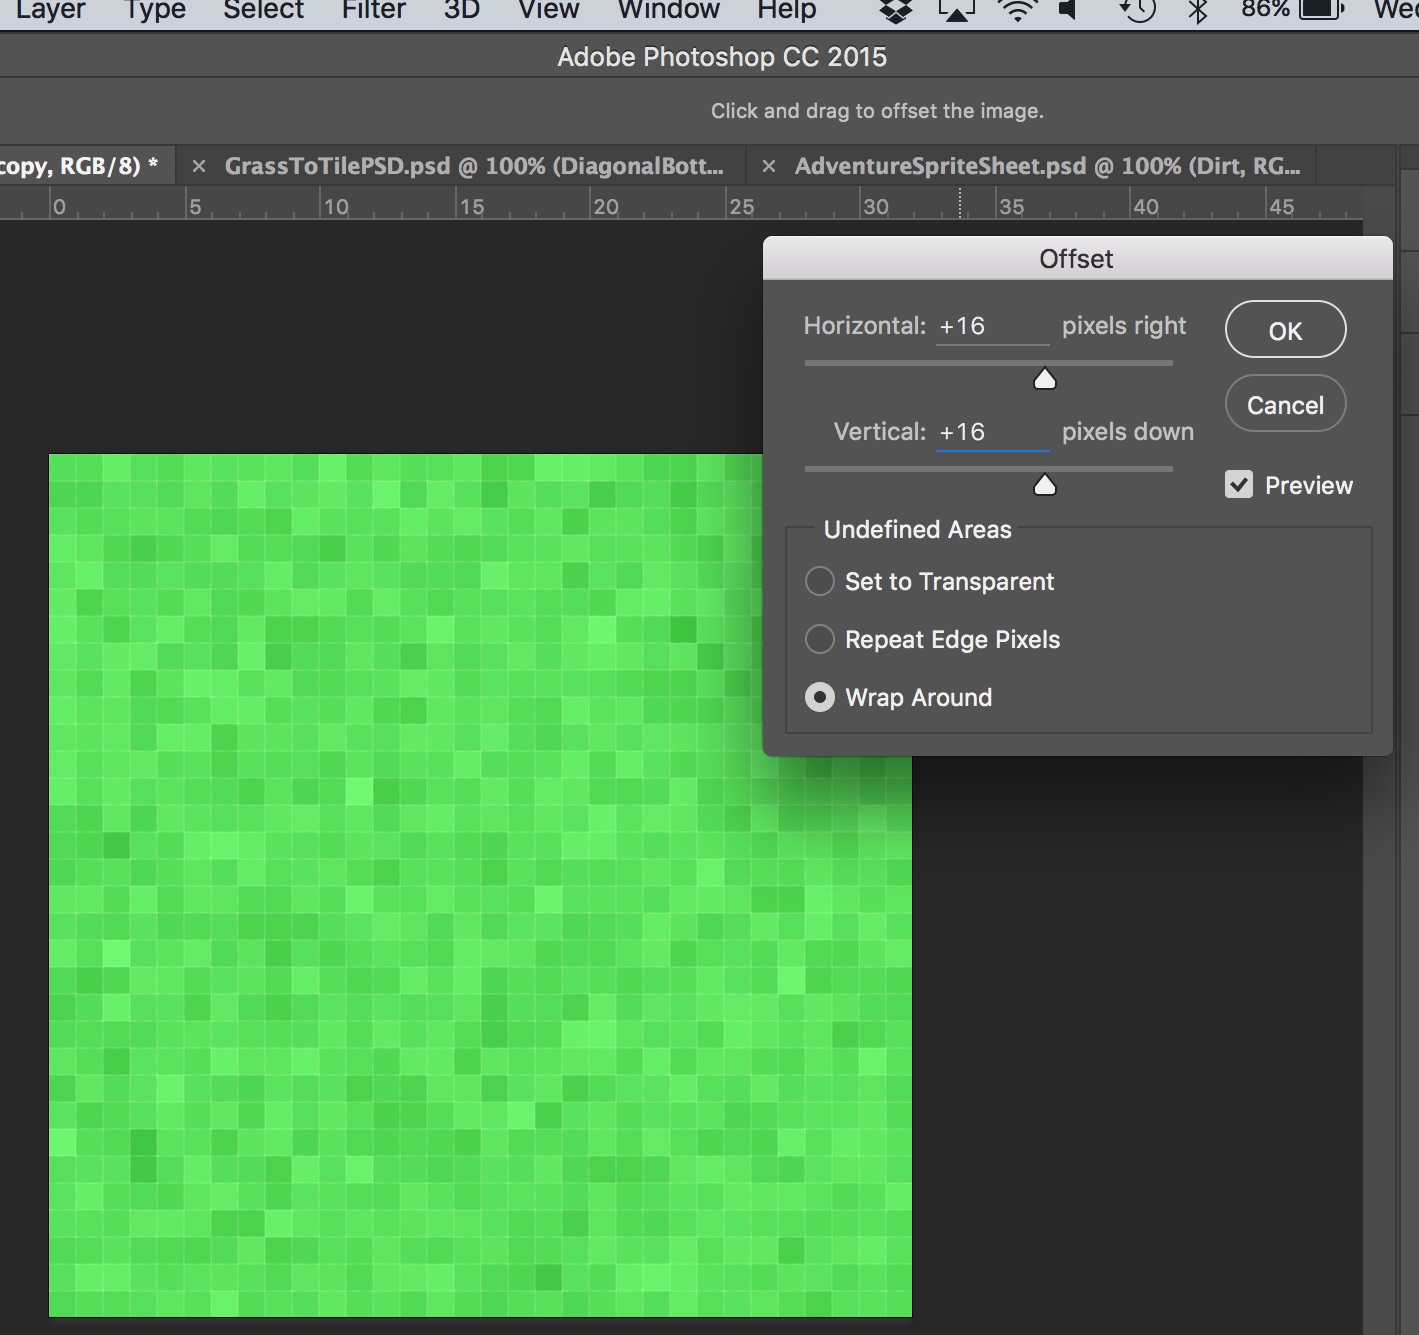 Layer Type Select Filter 3D View Window Help 86%
Adobe Photoshop CC 2015
Click and drag to offset the image.
copy, RGB/8) * × GrassToTilePSD.psd @ 100% (DiagonalBott... × AdventureSpriteSheet.psd @ 100% (Dirt, RG...
0 5 10 15 20 25 30 35 40 45
Offset
Horizontal: +16 pixels right
OK
Cancel
Vertical: +16 pixels down
Preview
Undefined Areas
Set to Transparent
Repeat Edge Pixels
Wrap Around